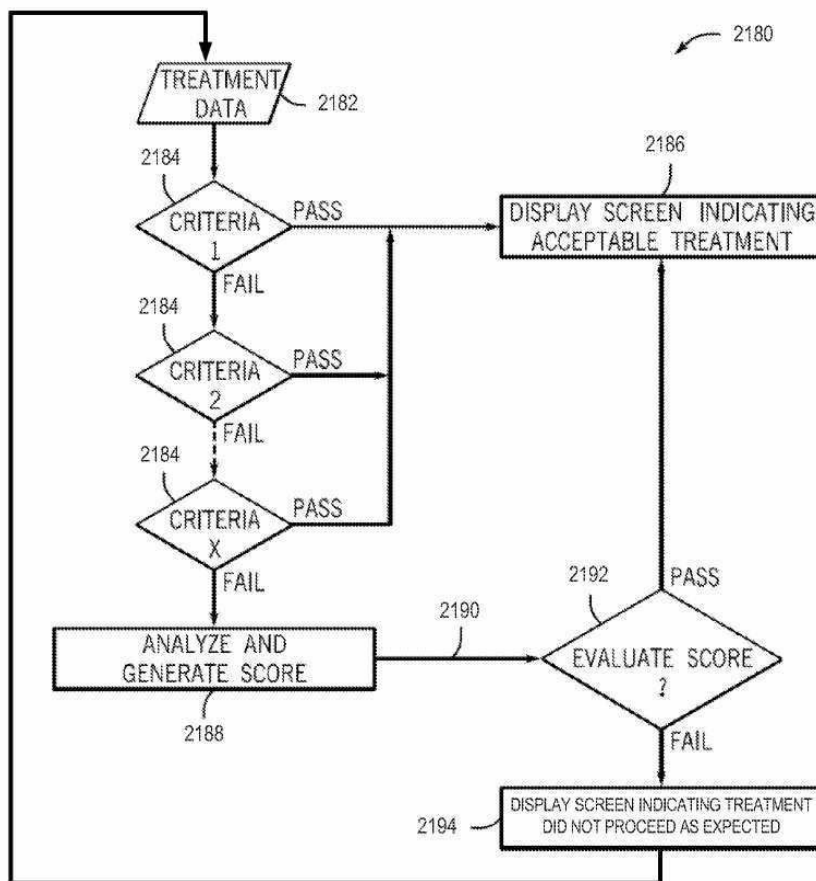 2180
TREATMENT
DATA
2182
2184
CRITERIA
1
PASS
FAIL
2186
DISPLAY SCREEN INDICATING
ACCEPTABLE TREATMENT
2184
CRITERIA
2
PASS
FAIL
2184
CRITERIA
X
PASS
FAIL
ANALYZE AND
GENERATE SCORE
2188
2190
2192
EVALUATE SCORE
?
PASS
FAIL
DISPLAY SCREEN INDICATING TREATMENT
DID NOT PROCEED AS EXPECTED
2194